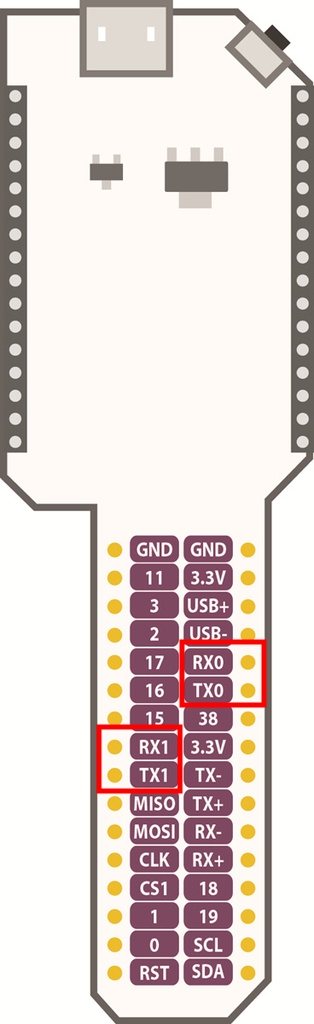 GND GND
11 3.3V
3 USB+
2 USB-
17 RX0
16 TX0
15 38
RX1 3.3V
TX1 TX-
MISO TX+
MOSI RX-
CLK RX+
CS1 18
1 19
0 SCL
RST SDA